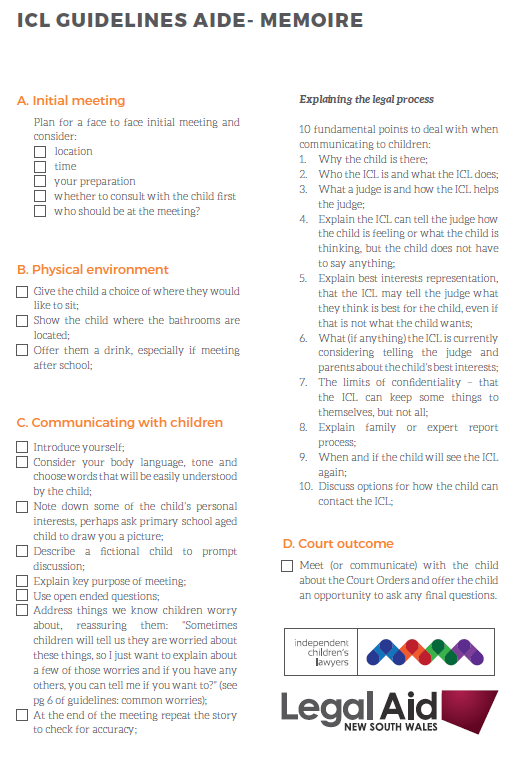 ICL GUIDELINES AIDE- MEMOIRE
A. Initial meeting
Plan for a face to face initial meeting and
consider:
location
time
your preparation
whether to consult with the child first
who should be at the meeting?
B. Physical environment
Give the child a choice of where they would
like to sit;
Show the child where the bathrooms are
located;
Offer them a drink, especially if meeting
after school;
C. Communicating with children
Introduce yourself;
Consider your body language, tone and
choose words that will be easily understood
by the child;
Note down some of the child's personal
interests, perhaps ask primary school aged
child to draw you a picture;
Describe a fictional child to prompt
discussion;
Explain key purpose of meeting;
Use open ended questions;
Address things we know children worry
about, reassuring them: "Sometimes
children will tell us they are worried about
these things, so I just want to explain about
a few of those worries and if you have any
others, you can tell me if you want to?" (see
pg 6 of guidelines: common worries);
At the end of the meeting repeat the story
to check for accuracy;
Explaining the legal process
10 fundamental points to deal with when
communicating to children:
1. Why the child is there;
2. Who the ICL is and what the ICL does;
3. What a judge is and how the ICL helps
the judge;
4. Explain the ICL can tell the judge how
the child is feeling or what the child is
thinking, but the child does not have
to say anything;
5. Explain best interests representation,
that the ICL may tell the judge what
they think is best for the child, even if
that is not what the child wants;
6. What (if any) the ICL is currently
considering telling the judge and
parents about the child's best interests;
7. The limits of confidentiality – that
the ICL can keep some things to
themselves, but not all;
8. Explain family or expert report
process;
9. When and if the child will see the ICL
again;
10. Discuss options for how the child can
contact the ICL;
D. Court outcome
Meet (or communicate) with the child
about the Court Orders and offer the child
an opportunity to ask any final questions.
independent
children's
lawyers
Legal Aid
NEW SOUTH WALES